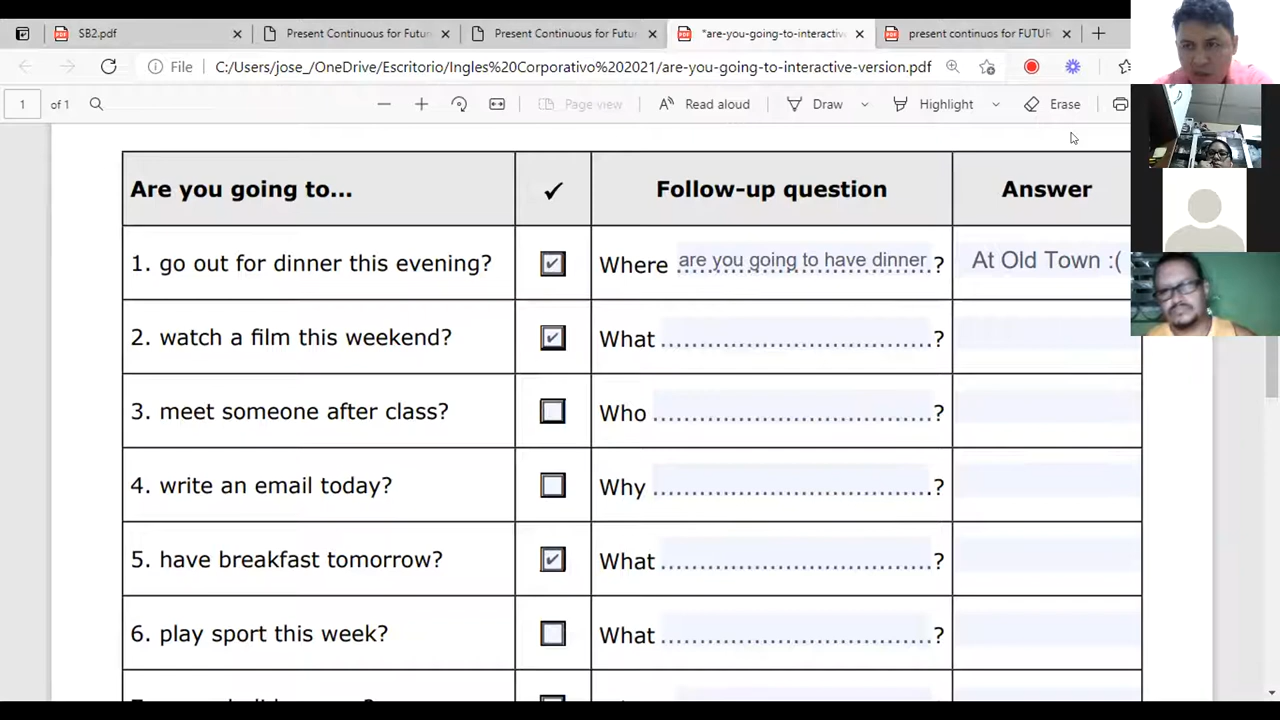 SB2.pdf
Present Continuous for Futur
Present Continuous for Futur
*are-you-going-to-interactive
present continuos for FUTUR
File
C:/Users/jose_/OneDrive/Escritorio/Ingles%20Corporativo%202021/are-you-going-to-interactive-version.pdf
1 of 1
Page view
Read aloud
Draw
Highlight
Erase
Are you going to... ✓ Follow-up question Answer
1. go out for dinner this evening? ✓ Where are you going to have dinner ? At Old Town :(
2. watch a film this weekend? ✓ What ................................... ?
3. meet someone after class? Who ................................... ?
4. write an email today? Why ................................... ?
5. have breakfast tomorrow? ✓ What ................................... ?
6. play sport this week? What ................................... ?